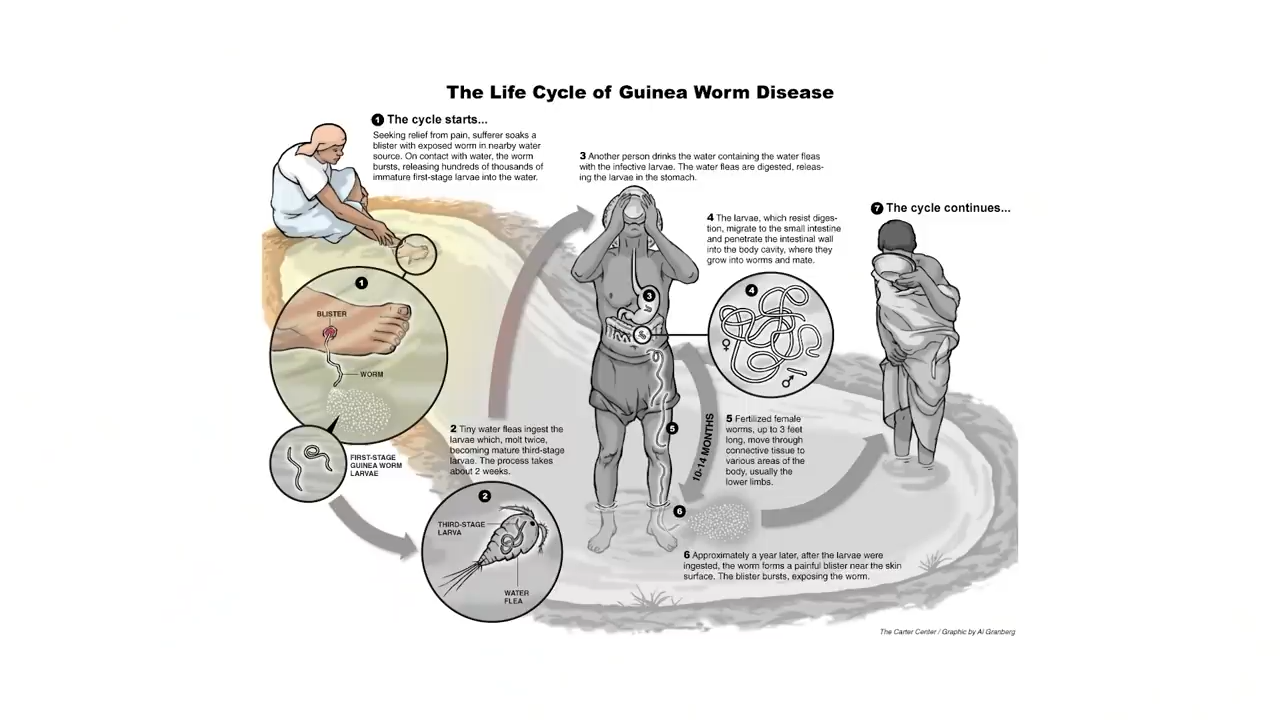 The Life Cycle of Guinea Worm Disease
1 The cycle starts...
Seeking relief from pain, sufferer soaks a
blister with exposed worm in nearby water
source. On contact with water, the worm
bursts, releasing hundreds of thousands of
immature first-stage larvae into the water.
3 Another person drinks the water containing the water fleas
with the infective larvae. The water fleas are digested, releas-
ing the larvae in the stomach.
7 The cycle continues...
4 The larvae, which resist diges-
tion, migrate to the small intestine
and penetrate the intestinal wall
into the body cavity, where they
grow into worms and mate.
1
BLISTER
WORM
3
4
♀
♂
2 Tiny water fleas ingest the
larvae which, molt twice,
becoming mature third-stage
larvae. The process takes
about 2 weeks.
FIRST-STAGE
GUINEA WORM
LARVAE
5
10-14 MONTHS
5 Fertilized female
worms, up to 3 feet
long, move through
connective tissue to
various areas of the
body, usually the
lower limbs.
2
THIRD-STAGE
LARVA
WATER
FLEA
6
6 Approximately a year later, after the larvae were
ingested, the worm forms a painful blister near the skin
surface. The blister bursts, exposing the worm.
The Carter Center / Graphic by Al Granberg